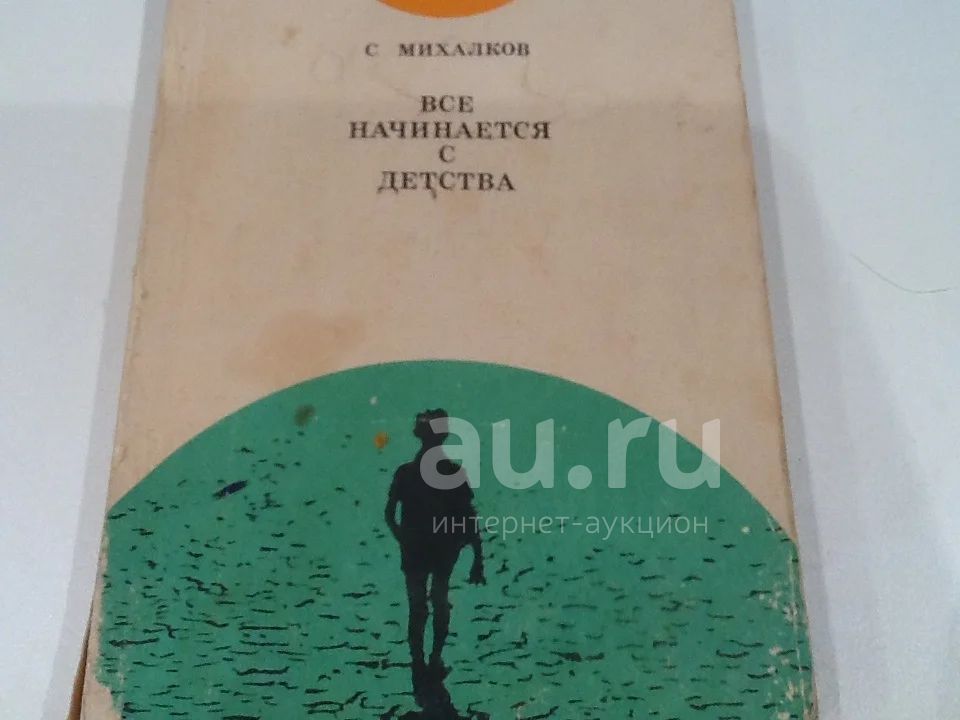 С МИХАЛКОВ
ВСЕ
НАЧИНАЕТСЯ
С
ДЕТСТВА
au.ru
интернет-аукцион